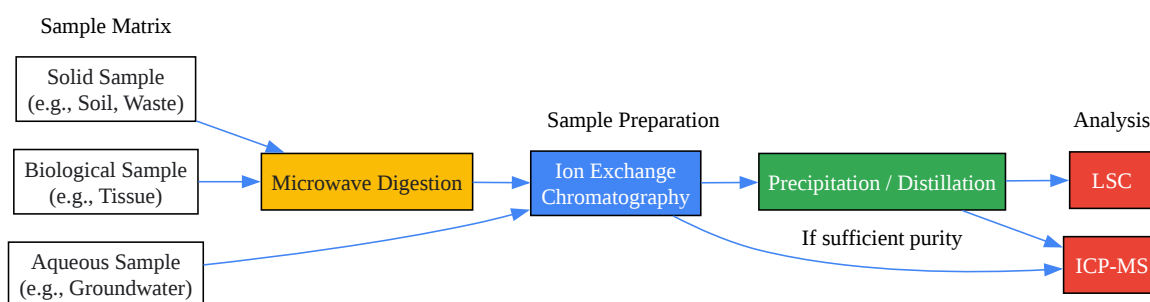 Sample Matrix
Solid Sample
(e.g., Soil, Waste)
Biological Sample
(e.g., Tissue)
Aqueous Sample
(e.g., Groundwater)
Microwave Digestion
Sample Preparation
Ion Exchange
Chromatography
Precipitation / Distillation
If sufficient purity
Analysis
LSC
ICP-MS